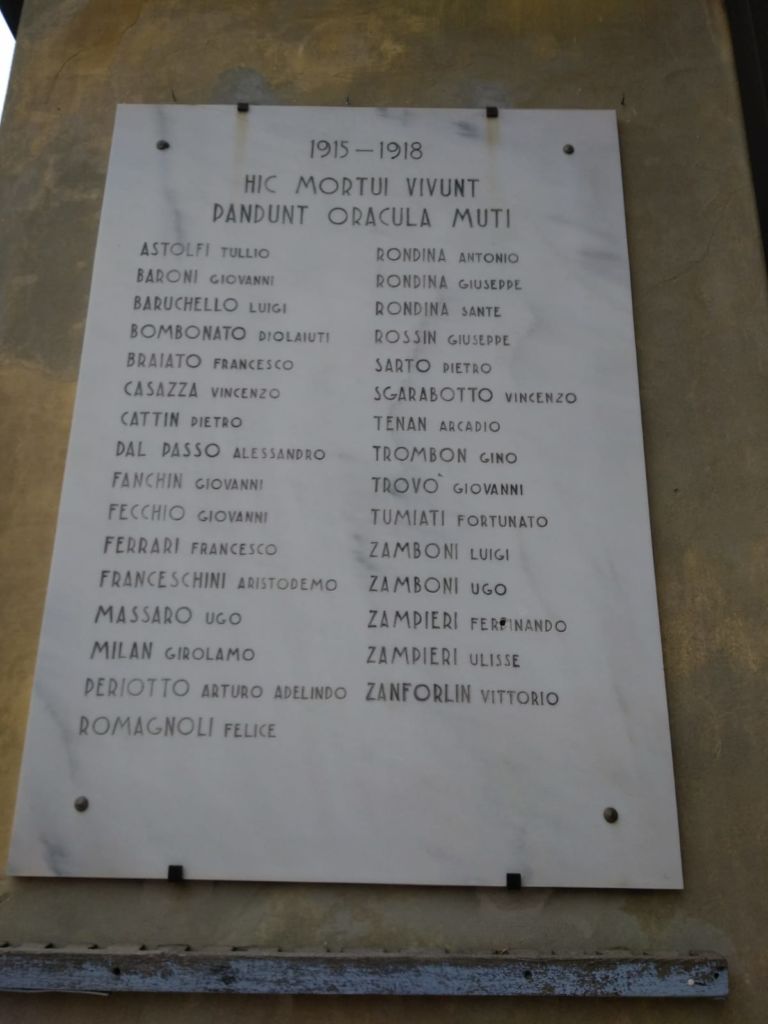 1915 – 1918
HIC MORTUI VIVUNT
PANDUNT ORACULA MUTI
ASTOLFI TULLIO
BARONI GIOVANNI
BARUCHELLO LUIGI
BOMBONATO DIOLAIUTI
BRAIATO FRANCESCO
CASAZZA VINCENZO
CATTIN PIETRO
DAL PASSO ALESSANDRO
FANCHIN GIOVANNI
FECCHIO GIOVANNI
FERRARI FRANCESCO
FRANCESCHINI ARISTODEMO
MASSARO UGO
MILAN GIROLAMO
PERIOTTO ARTURO ADELINDO
ROMAGNOLI FELICE
RONDINA ANTONIO
RONDINA GIUSEPPE
RONDINA SANTE
ROSSIN GIUSEPPE
SARTO PIETRO
SGARABOTTO VINCENZO
TENAN ARCADIO
TROMBON GINO
TROVO` GIOVANNI
TUMIATI FORTUNATO
ZAMBONI LUIGI
ZAMBONI UGO
ZAMPIERI FERDINANDO
ZAMPIERI ULISSE
ZANFORLIN VITTORIO